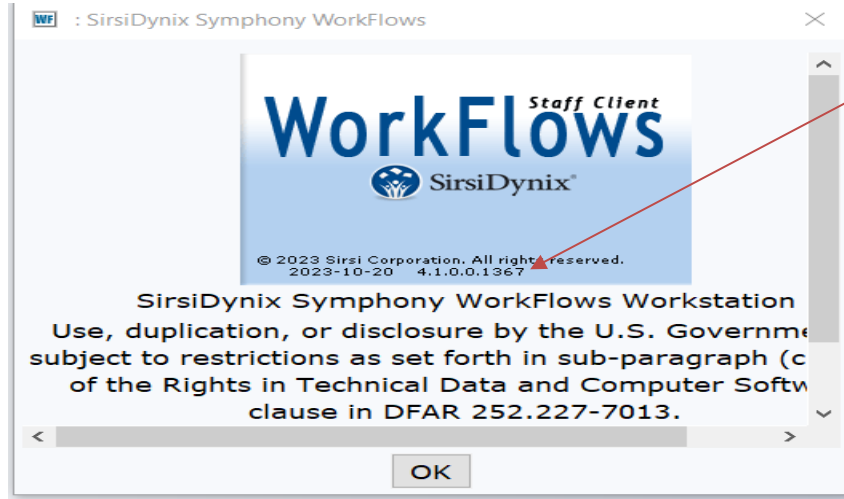 WF : SirsiDynix Symphony WorkFlows
Staff Client
WorkFlows
SirsiDynix
© 2023 Sirsi Corporation. All rights reserved.
2023-10-20 4.1.0.0.1367
SirsiDynix Symphony WorkFlows Workstation
Use, duplication, or disclosure by the U.S. Governme
subject to restrictions as set forth in sub-paragraph (c
of the Rights in Technical Data and Computer Softw
clause in DFAR 252.227-7013.
OK